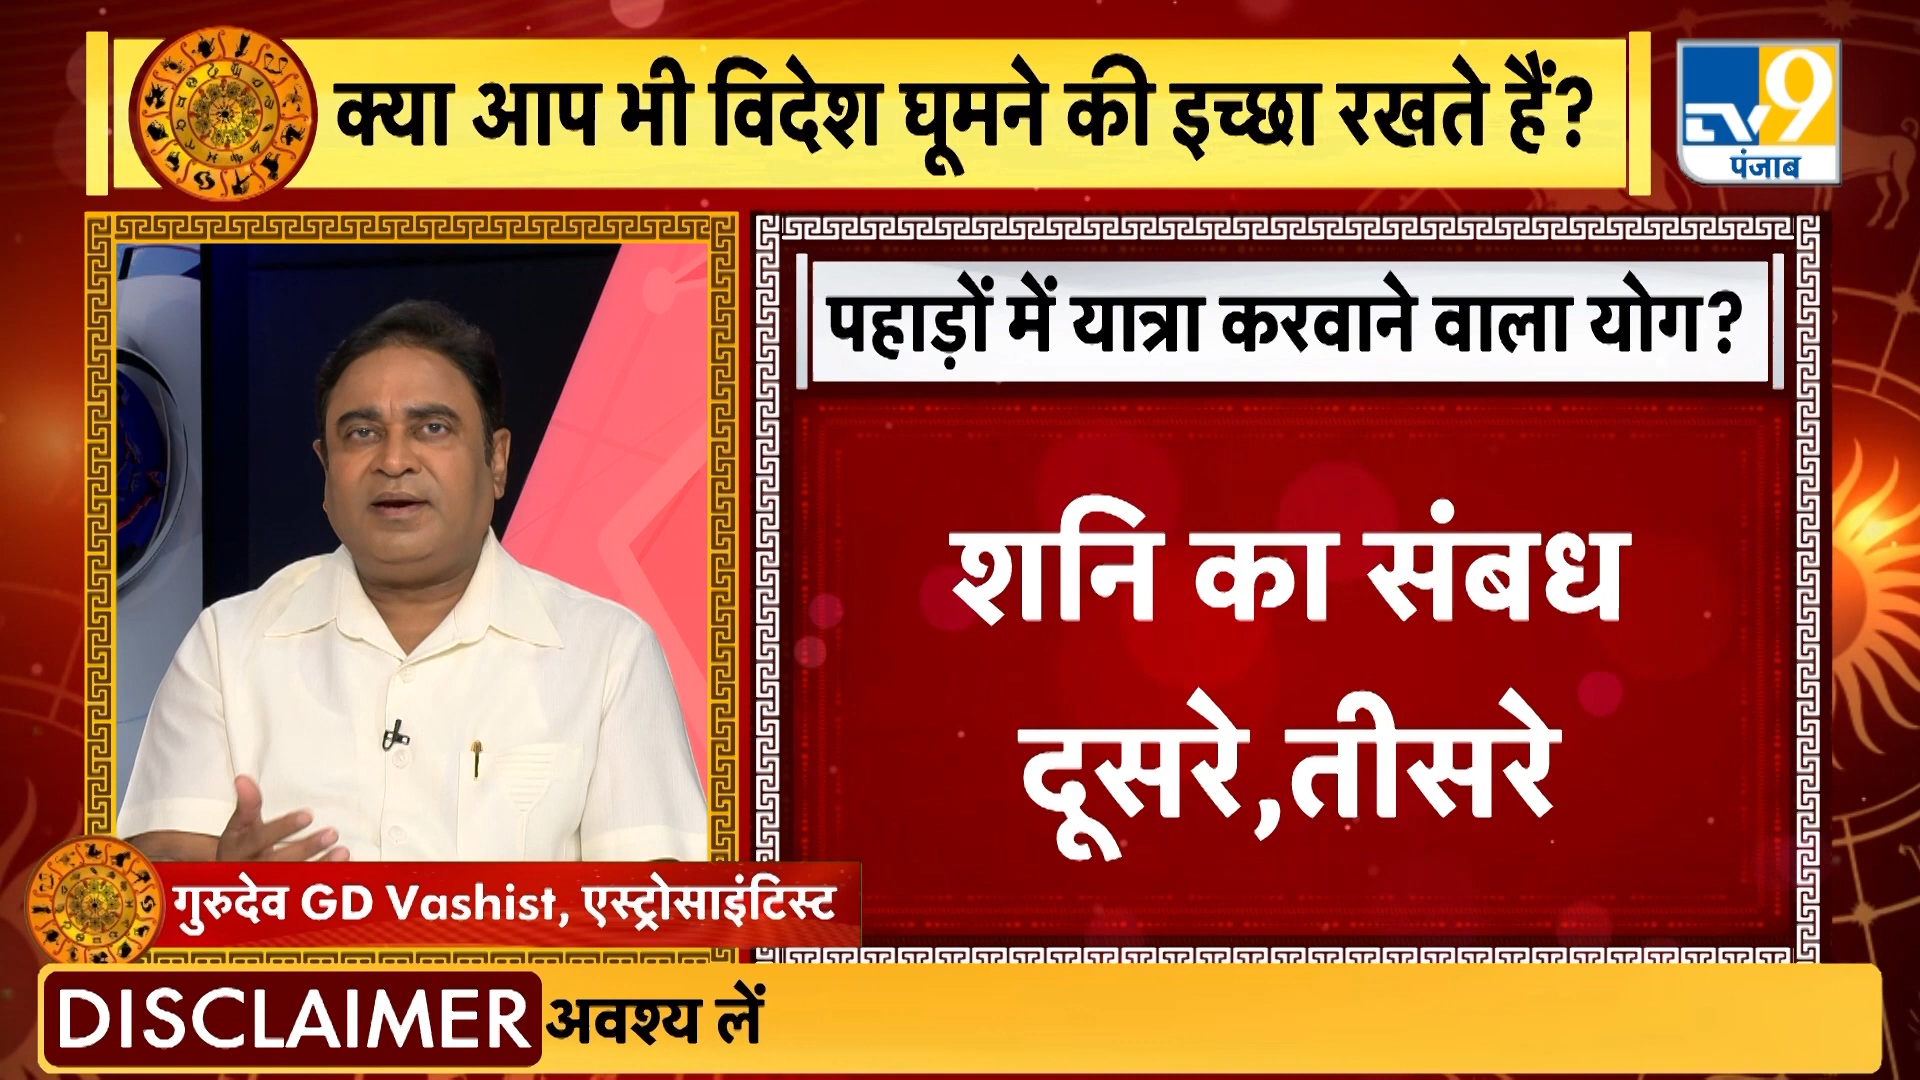 क्या आप भी विदेश घूमने की इच्छा रखते हैं?
TV9
पंजाब
पहाड़ों में यात्रा करवाने वाला योग?
शनि का संबध
दूसरे,तीसरे
गुरुदेव GD Vashist, एस्ट्रोसाइंटिस्ट
DISCLAIMER अवश्य लें